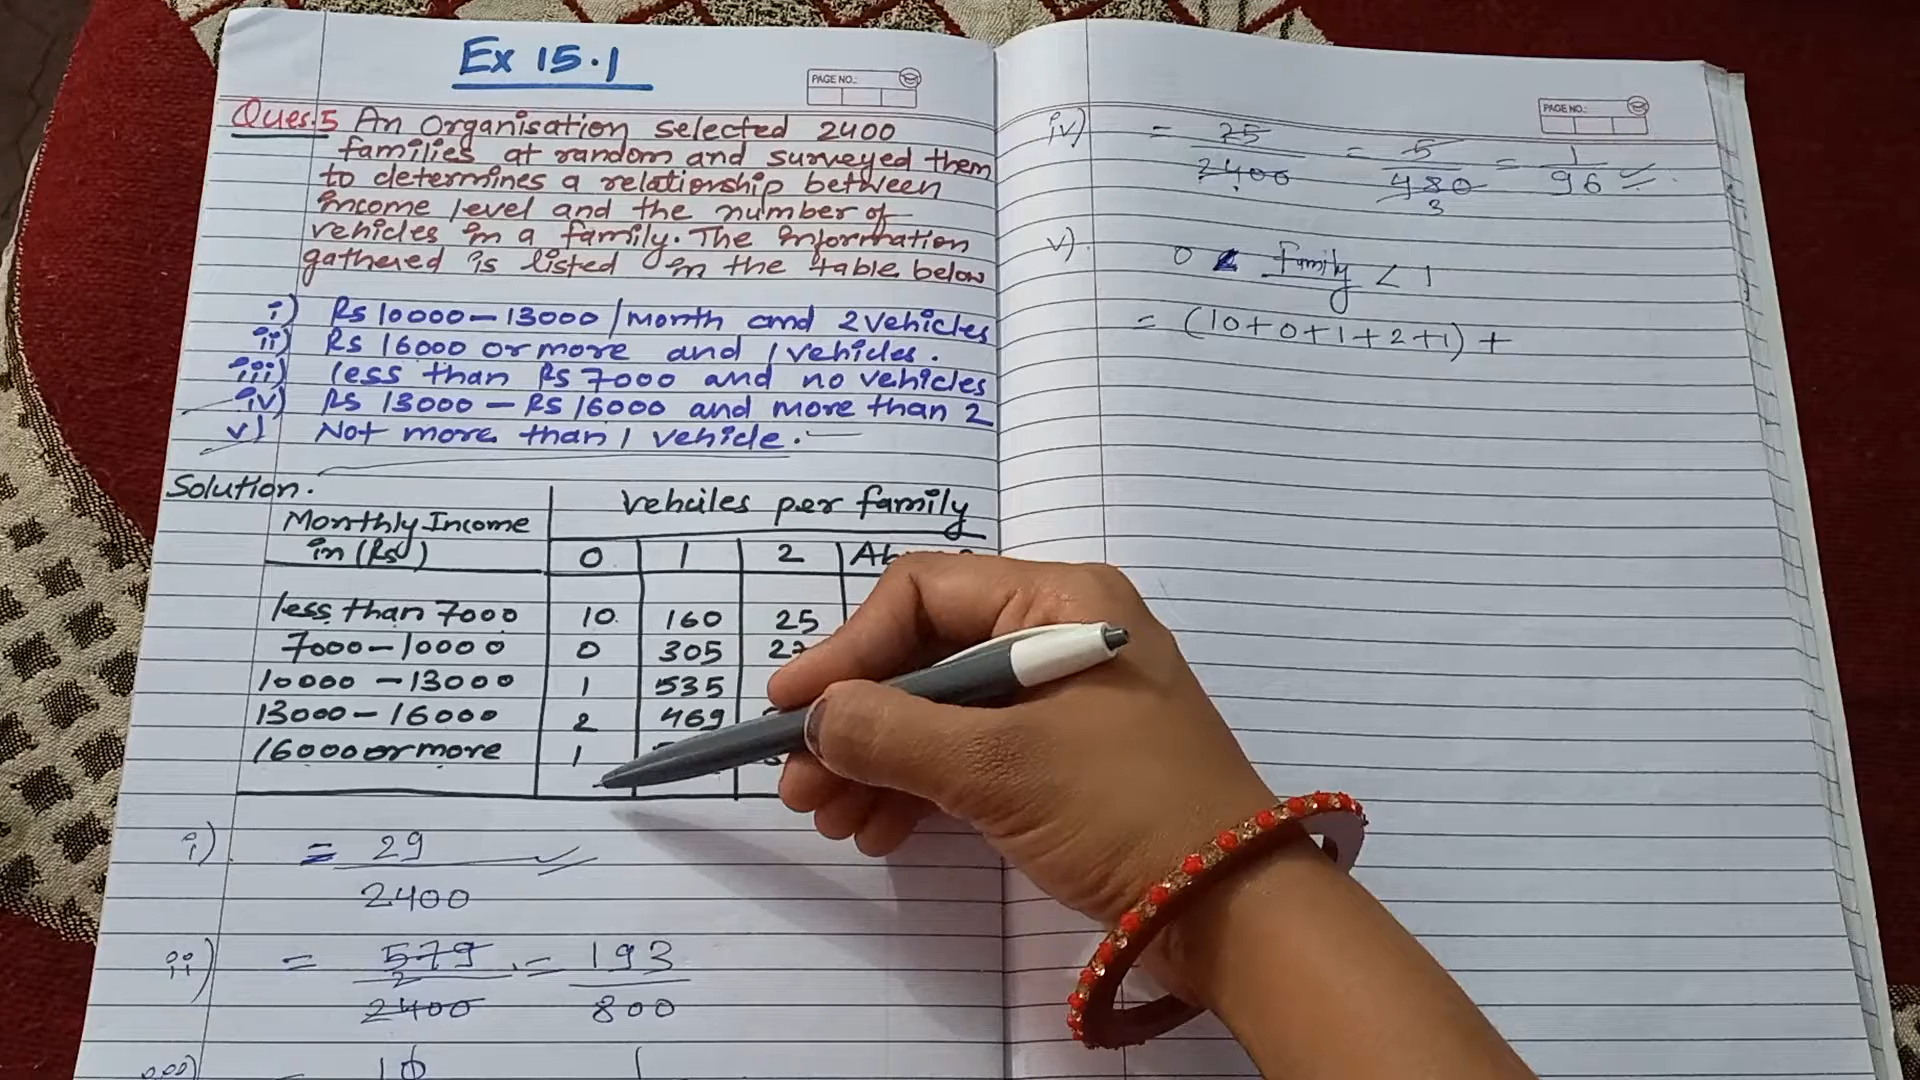 Ex 15.1
PAGE NO.:
Ques.5 An Organisation selected 2400
families at random and surveyed them
to determines a relationship between
income level and the number of
vehicles in a family. The information
gathered is listed in the table below
i) Rs 10000-13000/month and 2 vehicles
ii) Rs 16000 or more and 1 vehicles.
iii) less than Rs 7000 and no vehicles
iv) Rs 13000 - Rs 16000 and more than 2
v) Not more than 1 vehicle.
Solution.
Monthly Income in (Rs)
Vehciles per family
0 1 2
less than 7000 10 160 25
7000-10000 0 305
10000-13000 1 535
13000-16000 2 469
16000 or more 1
i) = 29/2400
ii) = 579/2400 = 193/800
iii) = 10 1
PAGE NO.:
iv) = 25/2400 = 5/480 = 1/96
v). 0 family < 1
= (10+0+1+2+1) +